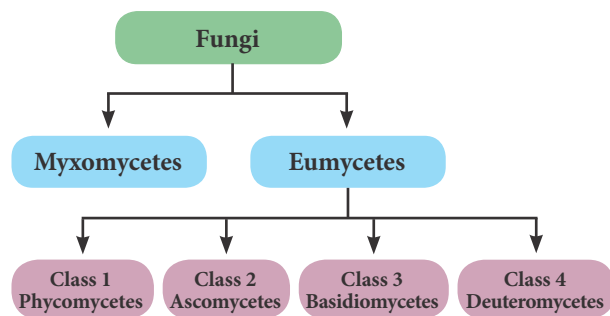 Fungi
Myxomycetes
Eumycetes
Class 1
Phycomycetes
Class 2
Ascomycetes
Class 3
Basidiomycetes
Class 4
Deuteromycetes